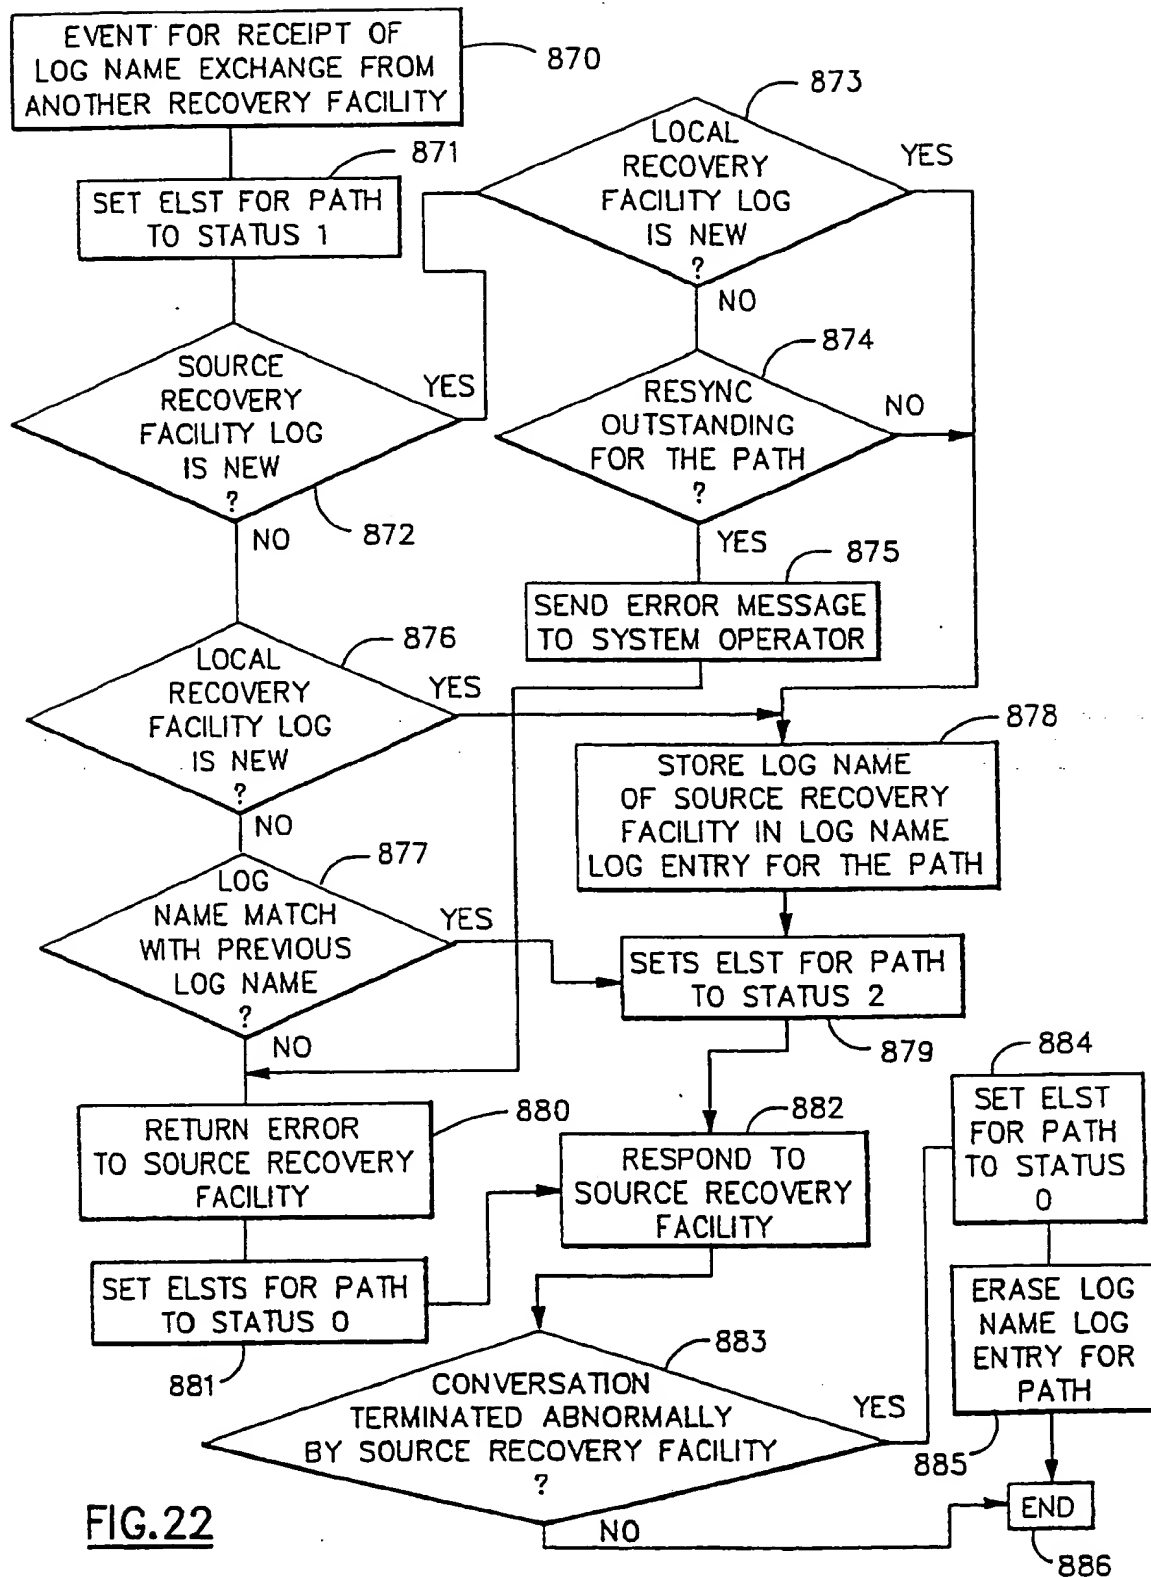 EVENT FOR RECEIPT OF
LOG NAME EXCHANGE FROM
ANOTHER RECOVERY FACILITY
870
871
SET ELST FOR PATH
TO STATUS 1
SOURCE
RECOVERY
FACILITY LOG
IS NEW
?
YES
NO
872
873
LOCAL
RECOVERY
FACILITY LOG
IS NEW
?
YES
NO
874
RESYNC
OUTSTANDING
FOR THE PATH
?
NO
YES
875
SEND ERROR MESSAGE
TO SYSTEM OPERATOR
876
LOCAL
RECOVERY
FACILITY LOG
IS NEW
?
YES
NO
877
LOG
NAME MATCH
WITH PREVIOUS
LOG NAME
?
YES
NO
878
STORE LOG NAME
OF SOURCE RECOVERY
FACILITY IN LOG NAME
LOG ENTRY FOR THE PATH
SETS ELST FOR PATH
TO STATUS 2
879
880
RETURN ERROR
TO SOURCE RECOVERY
FACILITY
SET ELSTS FOR PATH
TO STATUS 0
881
882
RESPOND TO
SOURCE RECOVERY
FACILITY
883
CONVERSATION
TERMINATED ABNORMALLY
BY SOURCE RECOVERY FACILITY
?
YES
NO
884
SET ELST
FOR PATH
TO STATUS
0
ERASE LOG
NAME LOG
ENTRY FOR
PATH
885
END
886
FIG.22